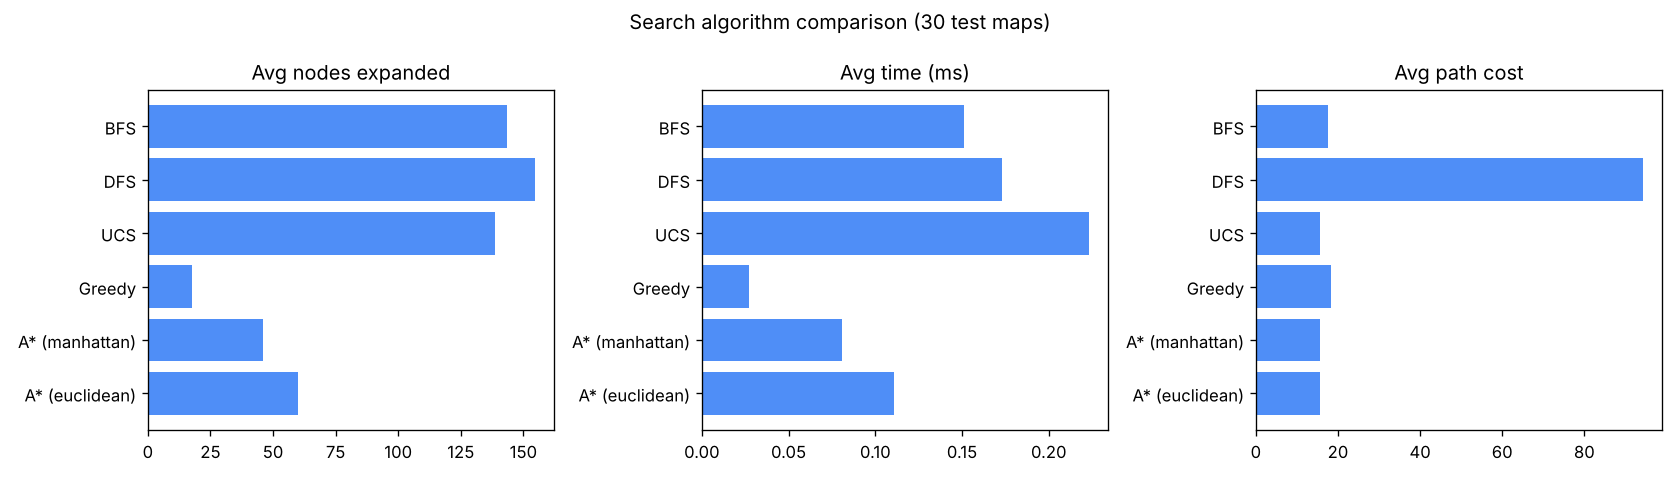 Search algorithm comparison (30 test maps)
Avg nodes expanded
BFS
DFS
UCS
Greedy
A* (manhattan)
A* (euclidean)
0 25 50 75 100 125 150
Avg time (ms)
BFS
DFS
UCS
Greedy
A* (manhattan)
A* (euclidean)
0.00 0.05 0.10 0.15 0.20
Avg path cost
BFS
DFS
UCS
Greedy
A* (manhattan)
A* (euclidean)
0 20 40 60 80